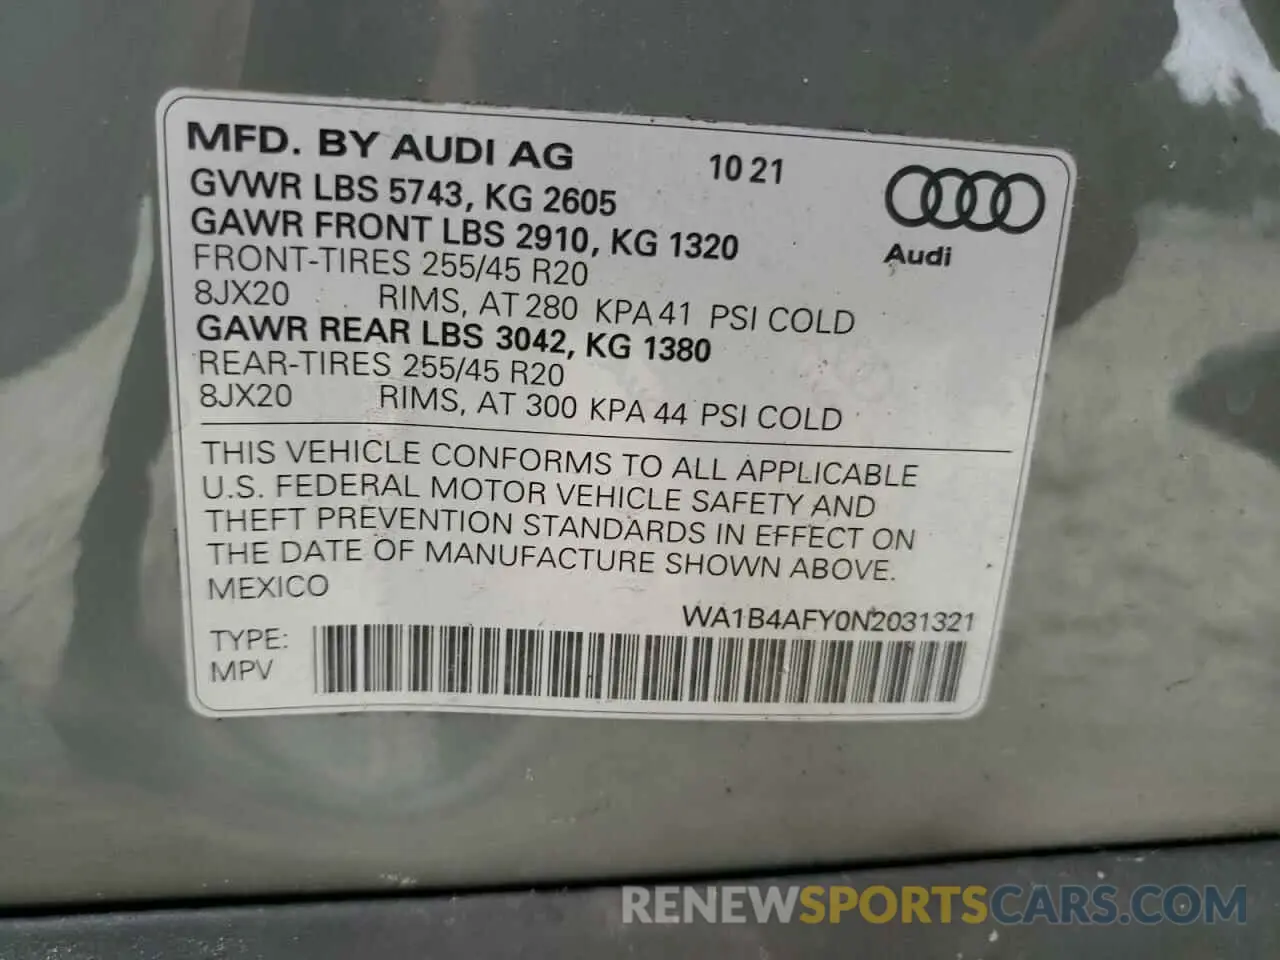 MFD. BY AUDI AG 10 21
GVWR LBS 5743, KG 2605
GAWR FRONT LBS 2910, KG 1320
Audi
FRONT-TIRES 255/45 R20
8JX20 RIMS, AT 280 KPA 41 PSI COLD
GAWR REAR LBS 3042, KG 1380
REAR-TIRES 255/45 R20
8JX20 RIMS, AT 300 KPA 44 PSI COLD
THIS VEHICLE CONFORMS TO ALL APPLICABLE
U.S. FEDERAL MOTOR VEHICLE SAFETY AND
THEFT PREVENTION STANDARDS IN EFFECT ON
THE DATE OF MANUFACTURE SHOWN ABOVE.
MEXICO
WA1B4AFY0N2031321
TYPE:
MPV
RENEWSPORTSCARS.COM